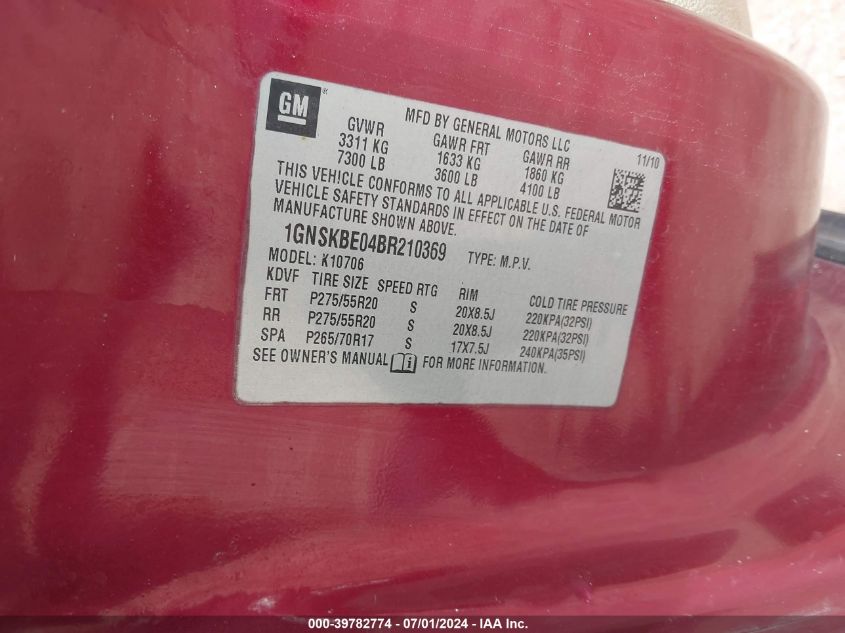 GM ®
MFD BY GENERAL MOTORS LLC
GVWR GAWR FRT GAWR RR 11/10
3311 KG 1633 KG 1860 KG
7300 LB 3600 LB 4100 LB
THIS VEHICLE CONFORMS TO ALL APPLICABLE U.S. FEDERAL MOTOR
VEHICLE SAFETY STANDARDS IN EFFECT ON THE DATE OF
MANUFACTURE SHOWN ABOVE.
1GNSKBE04BR210369 TYPE: M.P.V.
MODEL: K10706
KDVF TIRE SIZE SPEED RTG RIM COLD TIRE PRESSURE
FRT P275/55R20 S 20X8.5J 220KPA(32PSI)
RR P275/55R20 S 20X8.5J 220KPA(32PSI)
SPA P265/70R17 S 17X7.5J 240KPA(35PSI)
SEE OWNER'S MANUAL FOR MORE INFORMATION.
000-39782774 - 07/01/2024 - IAA Inc.